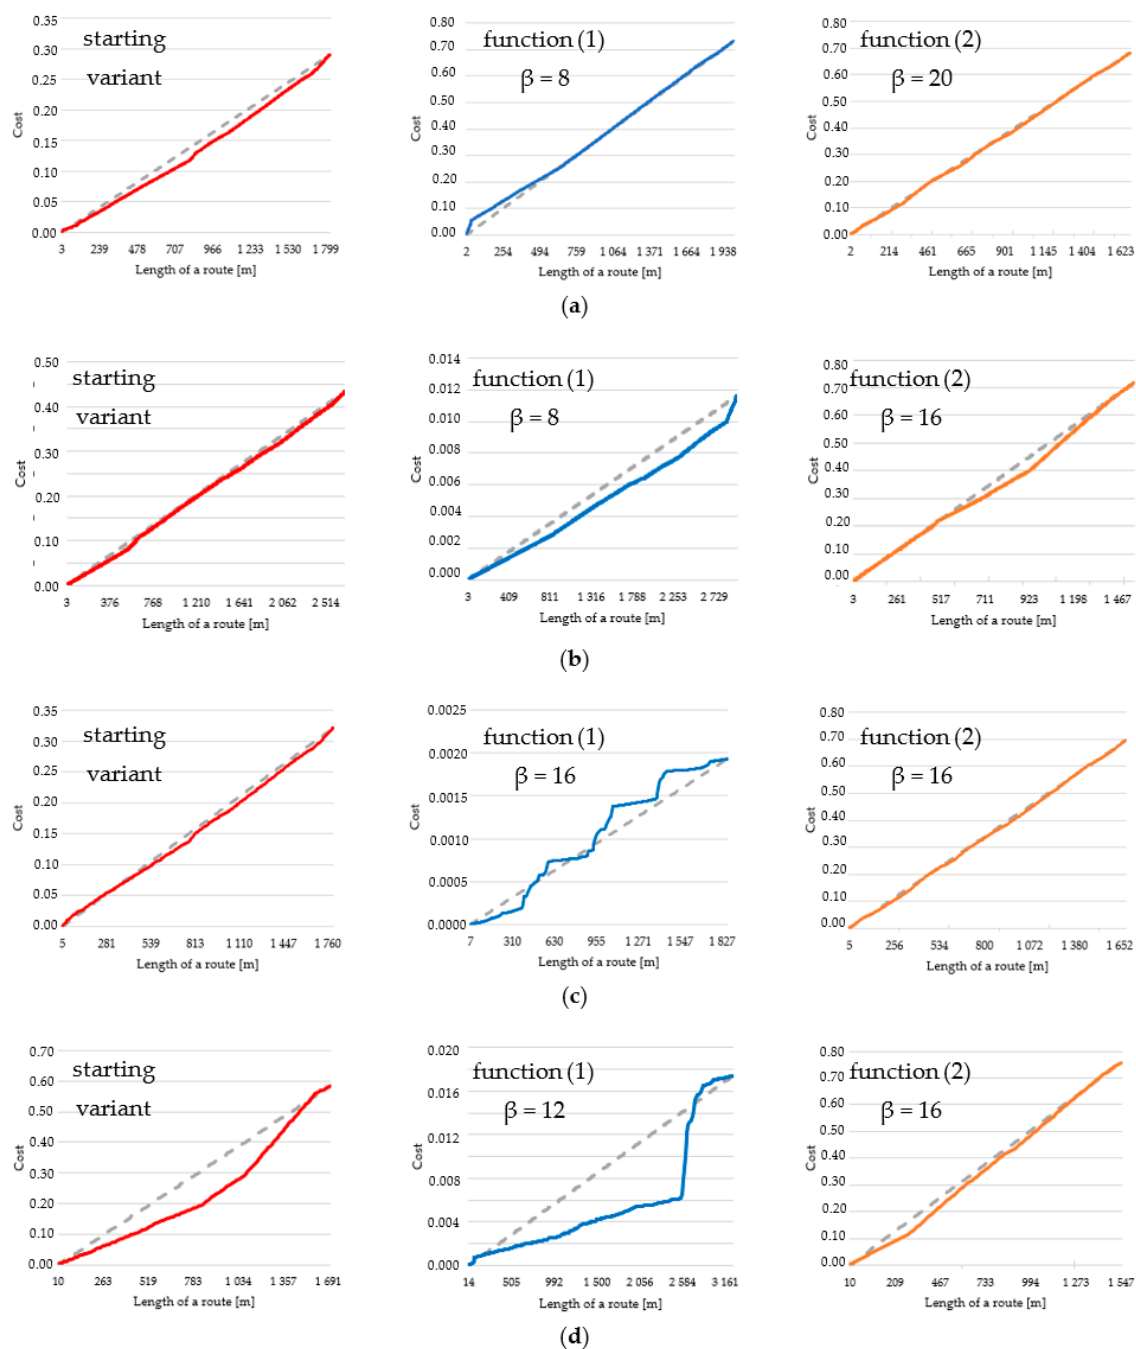 starting
variant
0.35
0.30
0.25
0.20
0.15
0.10
0.05
0.00
Cost
3 239 478 707 966 1 233 1 530 1 799
Length of a route [m]
function (1)
β = 8
0.80
0.70
0.60
0.50
0.40
0.30
0.20
0.10
0.00
Cost
2 254 494 759 1 064 1 371 1 664 1 938
Length of a route [m]
function (2)
β = 20
0.80
0.70
0.60
0.50
0.40
0.30
0.20
0.10
0.00
Cost
2 214 461 665 901 1 145 1 404 1 623
Length of a route [m]
(a)
starting
variant
0.50
0.40
0.30
0.20
0.10
0.00
Cost
3 376 768 1 210 1 641 2 062 2 514
Length of a route [m]
function (1)
β = 8
0.014
0.012
0.010
0.008
0.006
0.004
0.002
0.000
Cost
3 409 811 1 316 1 788 2 253 2 729
Length of a route [m]
function (2)
β = 16
0.80
0.70
0.60
0.50
0.40
0.30
0.20
0.10
0.00
Cost
3 261 517 711 923 1 198 1 467
Length of a route [m]
(b)
starting
variant
0.35
0.30
0.25
0.20
0.15
0.10
0.05
0.00
Cost
5 281 539 813 1 110 1 447 1 760
Length of a route [m]
function (1)
β = 16
0.0025
0.0020
0.0015
0.0010
0.0005
0.0000
Cost
7 310 630 955 1 271 1 547 1 827
Length of a route [m]
function (2)
β = 16
0.80
0.70
0.60
0.50
0.40
0.30
0.20
0.10
0.00
Cost
5 256 534 800 1 072 1 380 1 652
Length of a route [m]
(c)
starting
variant
0.70
0.60
0.50
0.40
0.30
0.20
0.10
0.00
Cost
10 263 519 783 1 034 1 357 1 691
Length of a route [m]
function (1)
β = 12
0.020
0.016
0.012
0.008
0.004
0.000
Cost
14 505 992 1 500 2 056 2 584 3 161
Length of a route [m]
function (2)
β = 16
0.80
0.70
0.60
0.50
0.40
0.30
0.20
0.10
0.00
Cost
10 209 467 733 994 1 273 1 547
Length of a route [m]
(d)